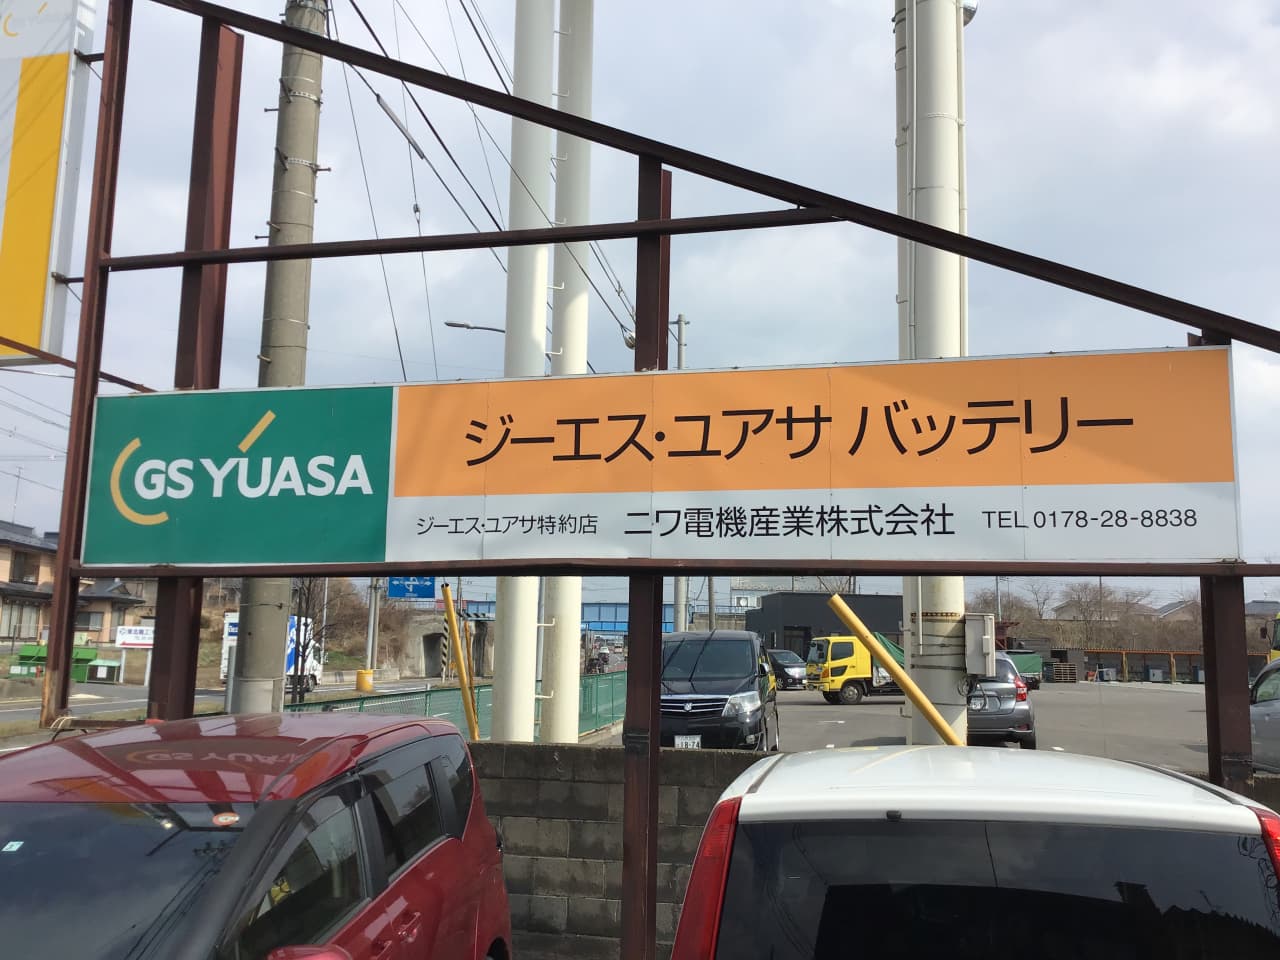 GS YUASA
ジーエス・ユアサ バッテリー
ジーエス・ユアサ特約店 ニワ電機産業株式会社 TEL 0178-28-8838
18-74